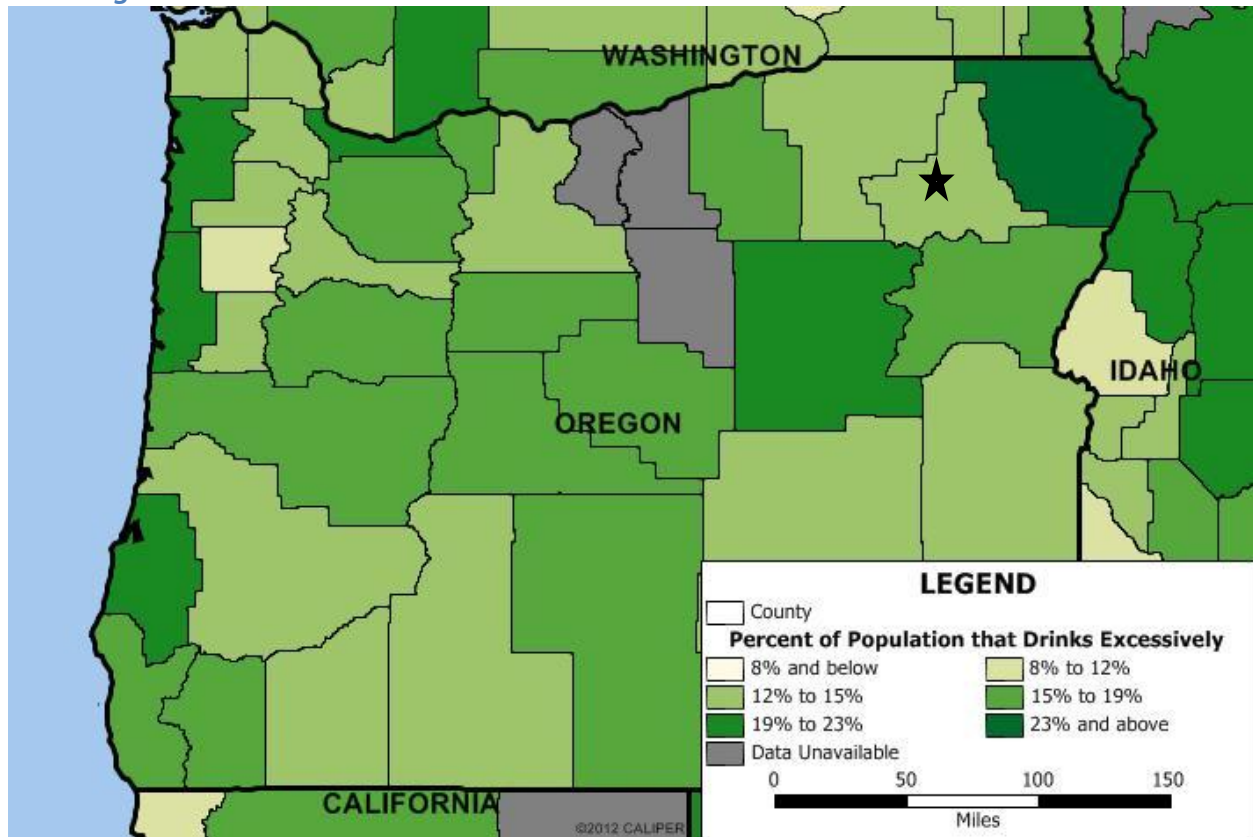 WASHINGTON
IDAHO
OREGON
LEGEND
County
Percent of Population that Drinks Excessively
8% and below
8% to 12%
12% to 15%
15% to 19%
19% to 23%
23% and above
Data Unavailable
0 50 100 150
Miles
CALIFORNIA
©2012 CALIPER